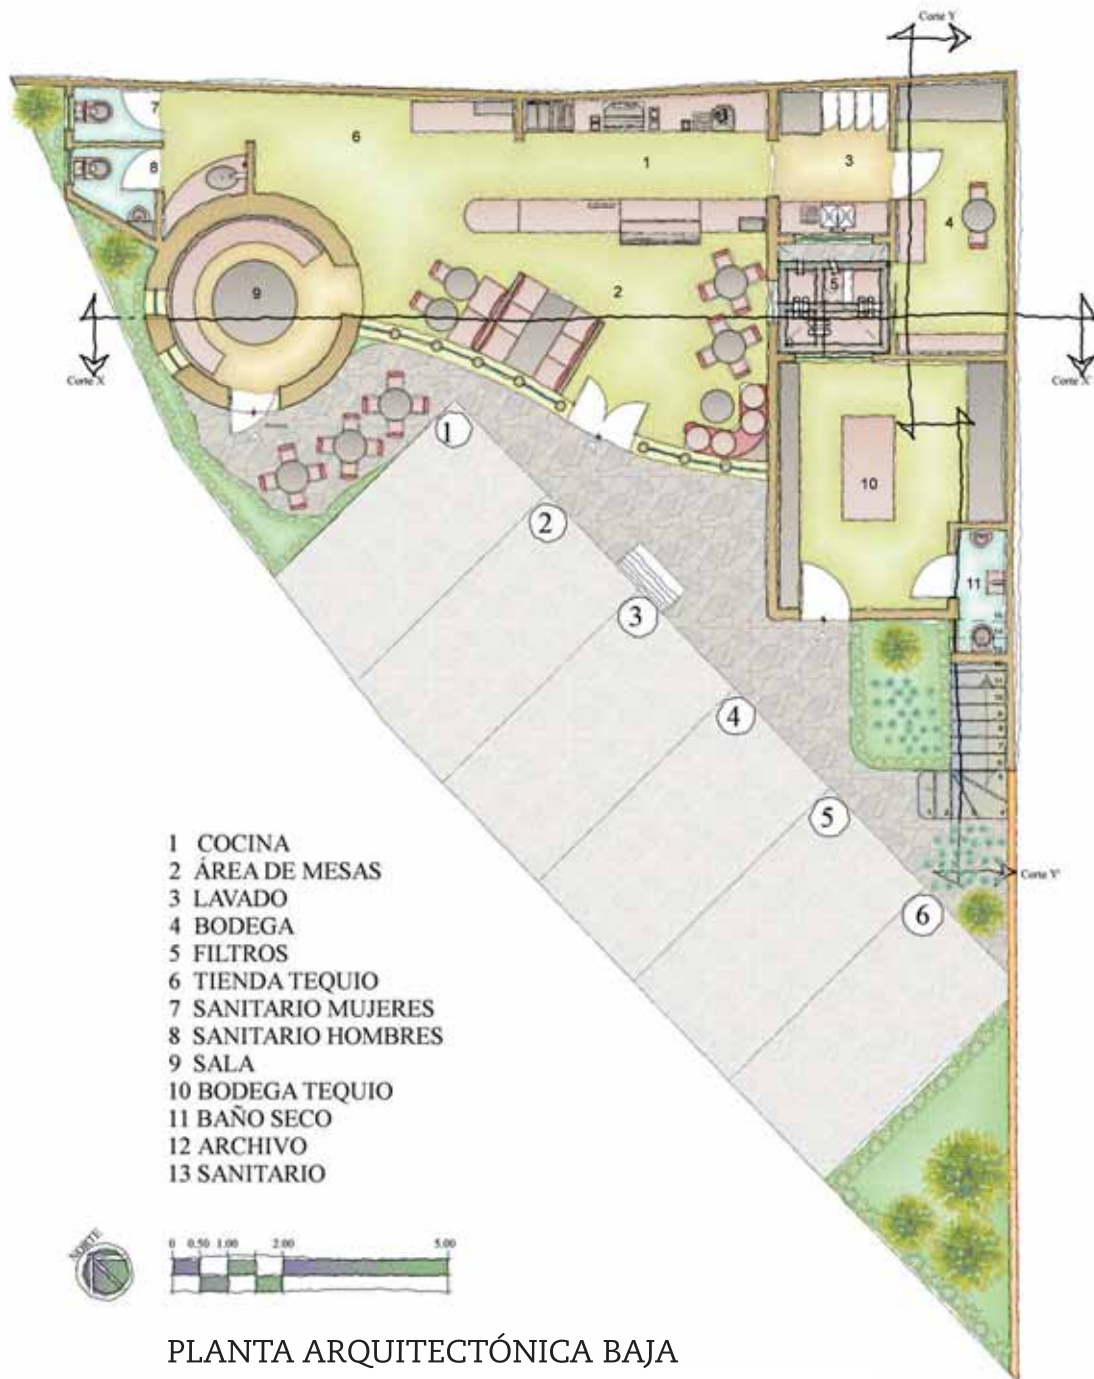 Corte Y
7
6
8
1
3
4
9
2
5
Corte X
Corte X'
1
10
2
11
3
4
5
Corte Y'
6
1 COCINA
2 ÁREA DE MESAS
3 LAVADO
4 BODEGA
5 FILTROS
6 TIENDA TEQUIO
7 SANITARIO MUJERES
8 SANITARIO HOMBRES
9 SALA
10 BODEGA TEQUIO
11 BAÑO SECO
12 ARCHIVO
13 SANITARIO
NORTE
0 0.50 1.00 2.00 5.00
PLANTA ARQUITECTÓNICA BAJA